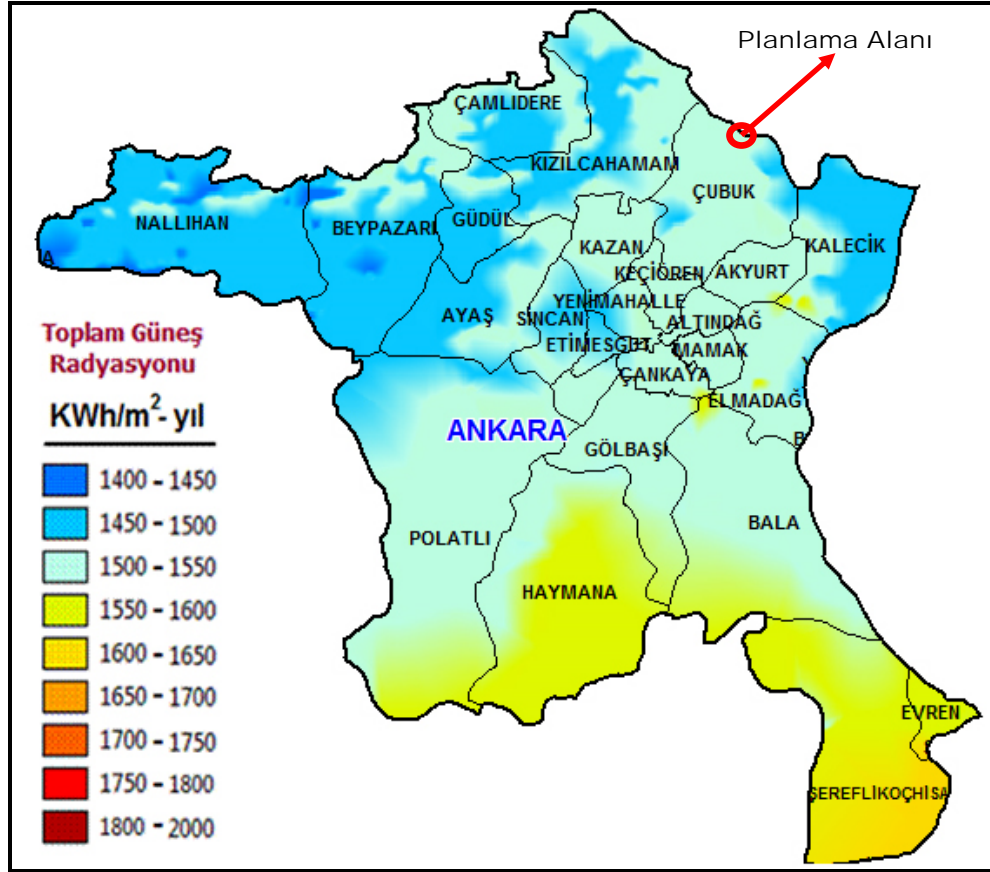 Planlama Alanı
ÇAMLIDERE
KIZILCAHAMAM
ÇUBUK
NALLIHAN
BEYPAZARI
GÜDÜL
KAZAN
KALECİK
A
KEÇİÖREN
AKYURT
YENİMAHALLE
AYAŞ
SİNCAN
ALTINDAĞ
ETİMESGUT
MAMAK
Y
ÇANKAYA
ELMADAĞ
ANKARA
B
GÖLBAŞI
POLATLI
BALA
HAYMANA
EVREN
ŞEREFLİKOÇHİSA
Toplam Güneş
Radyasyonu
KWh/m²- yıl
1400 - 1450
1450 - 1500
1500 - 1550
1550 - 1600
1600 - 1650
1650 - 1700
1700 - 1750
1750 - 1800
1800 - 2000